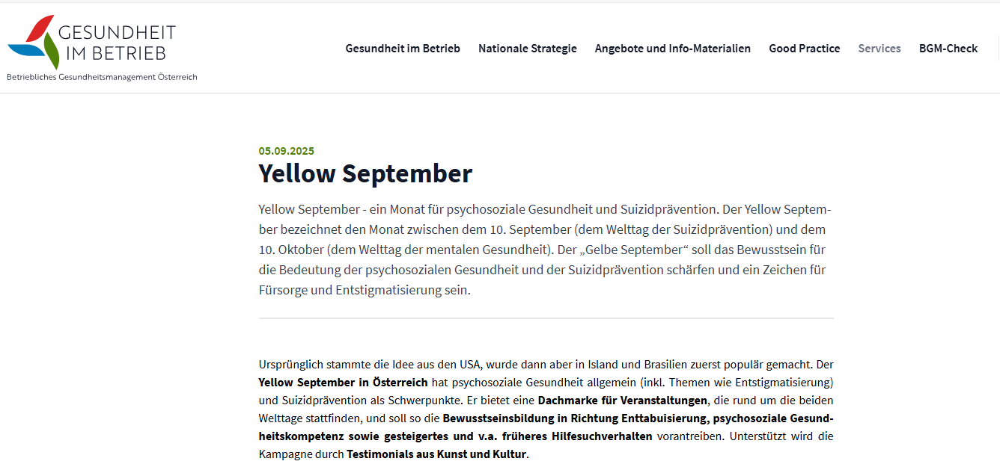 GESUNDHEIT
IM BETRIEB
Betriebliches Gesundheitsmanagement Österreich
Gesundheit im Betrieb Nationale Strategie Angebote und Info-Materialien Good Practice Services BGM-Check
05.09.2025
Yellow September
Yellow September - ein Monat für psychosoziale Gesundheit und Suizidprävention. Der Yellow Septem-
ber bezeichnet den Monat zwischen dem 10. September (dem Welttag der Suizidprävention) und dem
10. Oktober (dem Welttag der mentalen Gesundheit). Der „Gelbe September“ soll das Bewusstsein für
die Bedeutung der psychosozialen Gesundheit und der Suizidprävention schärfen und ein Zeichen für
Fürsorge und Entstigmatisierung sein.
Ursprünglich stammte die Idee aus den USA, wurde dann aber in Island und Brasilien zuerst populär gemacht. Der
Yellow September in Österreich hat psychosoziale Gesundheit allgemein (inkl. Themen wie Entstigmatisierung)
und Suizidprävention als Schwerpunkte. Er bietet eine Dachmarke für Veranstaltungen, die rund um die beiden
Welttage stattfinden, und soll so die Bewusstseinsbildung in Richtung Enttabuisierung, psychosoziale Gesund-
heitskompetenz sowie gesteigertes und v.a. früheres Hilfesuchverhalten vorantreiben. Unterstützt wird die
Kampagne durch Testimonials aus Kunst und Kultur.